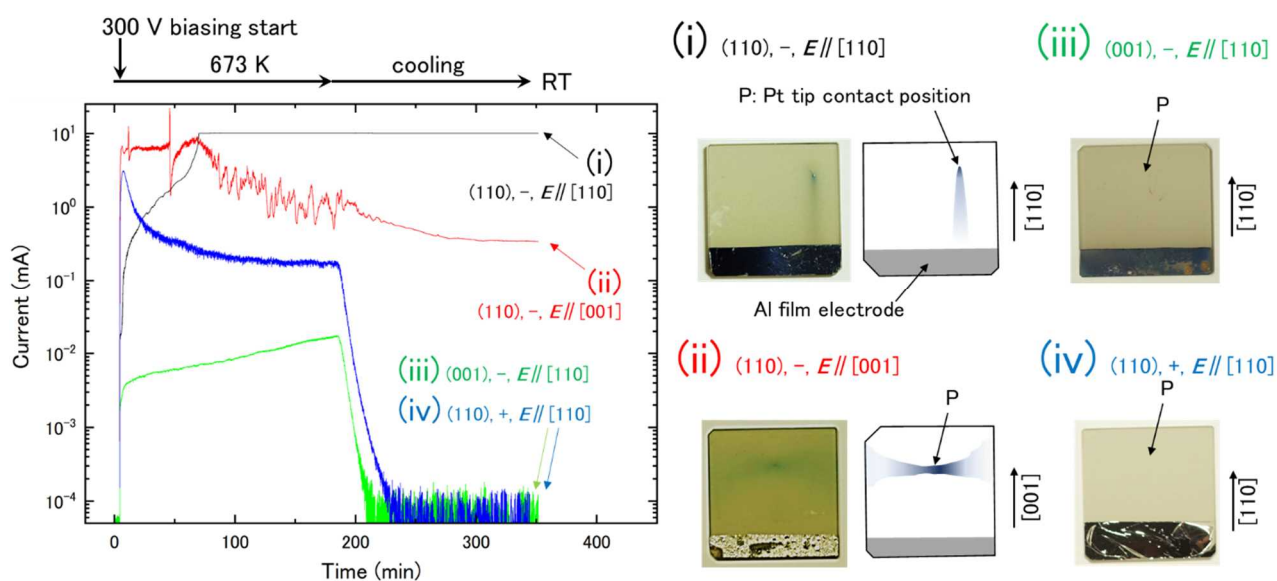 300 V biasing start
673 K
cooling
RT
Current (mA)
10¹
10⁰
10⁻¹
10⁻²
10⁻³
10⁻⁴
0
100
200
300
400
Time (min)
(i)
(110), −, E// [110]
(ii)
(110), −, E// [001]
(iii) (001), −, E// [110]
(iv) (110), +, E// [110]
(i) (110), −, E// [110]
P: Pt tip contact position
[110]
Al film electrode
(iii) (001), −, E// [110]
P
[110]
(ii) (110), −, E// [001]
P
[001]
(iv) (110), +, E// [110]
P
[110]